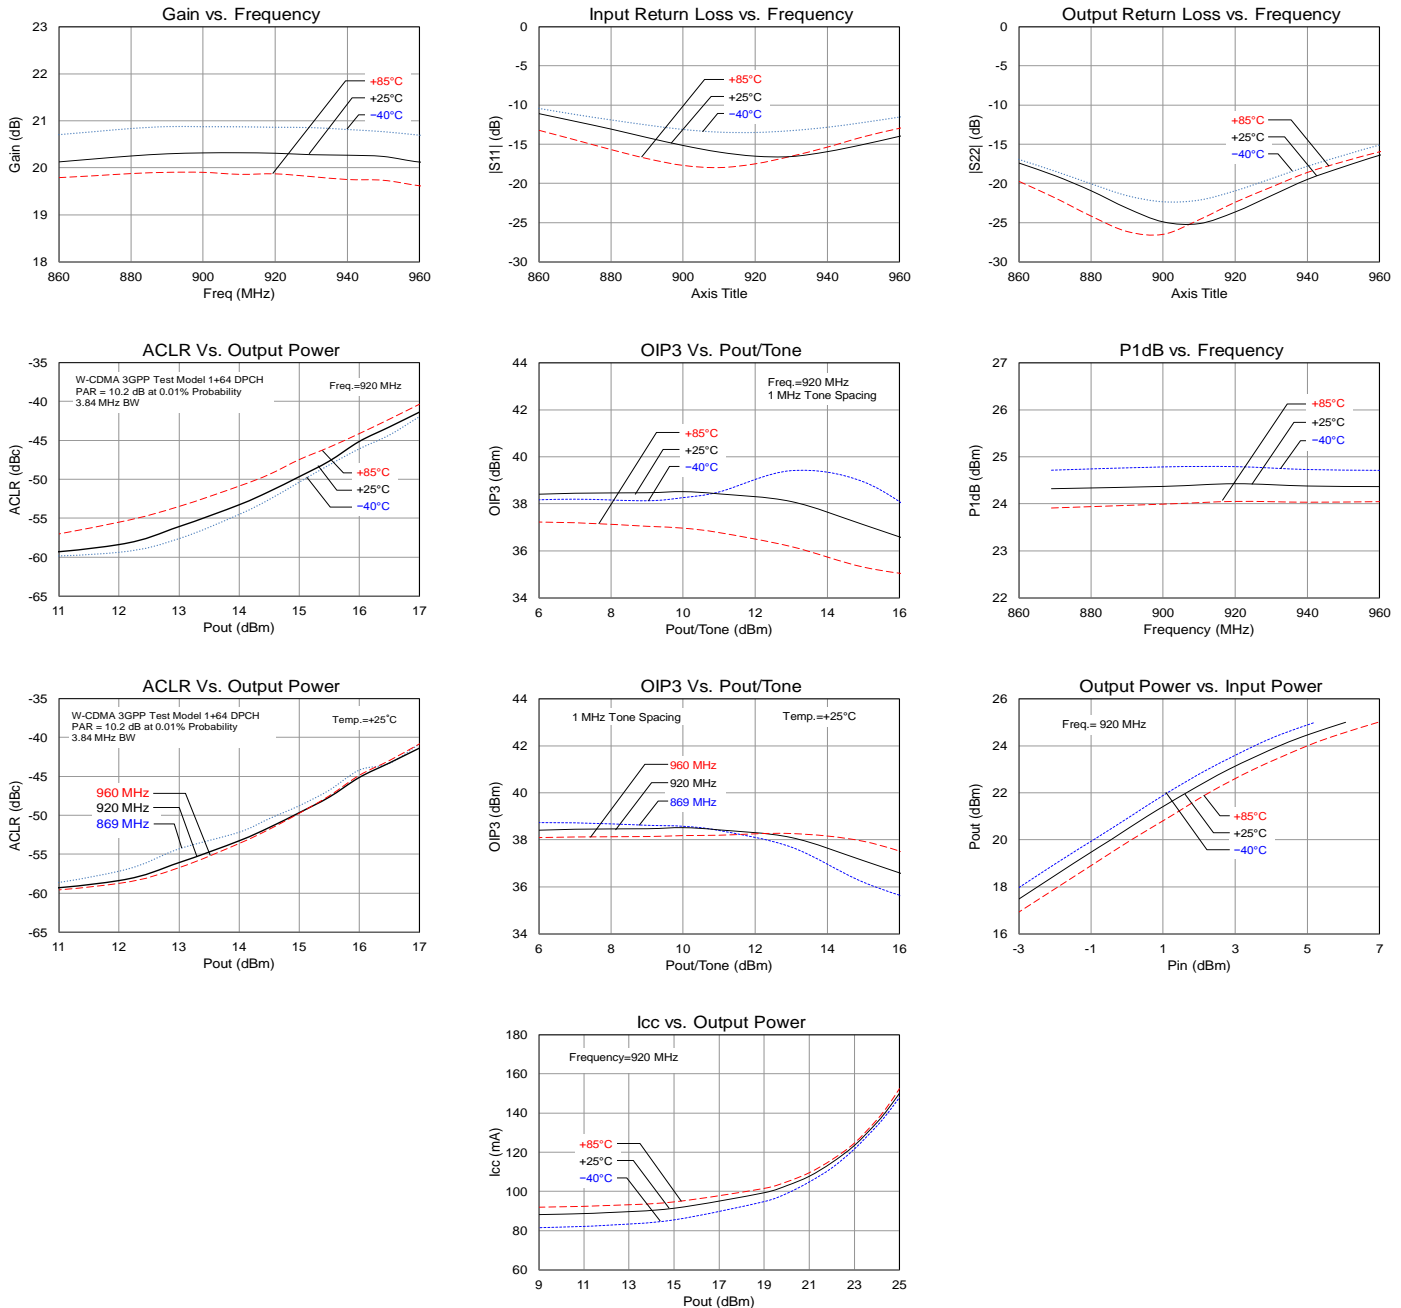 Gain vs. Frequency
23
22
21
20
19
18
Gain (dB)
+85°C
+25°C
−40°C
860 880 900 920 940 960
Freq (MHz)
Input Return Loss vs. Frequency
0
-5
-10
-15
-20
-25
-30
|S11| (dB)
+85°C
+25°C
−40°C
860 880 900 920 940 960
Axis Title
Output Return Loss vs. Frequency
0
-5
-10
-15
-20
-25
-30
|S22| (dB)
+85°C
+25°C
−40°C
860 880 900 920 940 960
Axis Title
ACLR Vs. Output Power
-35
-40
-45
-50
-55
-60
-65
ACLR (dBc)
W-CDMA 3GPP Test Model 1+64 DPCH
PAR = 10.2 dB at 0.01% Probability
3.84 MHz BW
Freq.=920 MHz
+85°C
+25°C
−40°C
11 12 13 14 15 16 17
Pout (dBm)
OIP3 Vs. Pout/Tone
44
42
40
38
36
34
OIP3 (dBm)
Freq.=920 MHz
1 MHz Tone Spacing
+85°C
+25°C
−40°C
6 8 10 12 14 16
Pout/Tone (dBm)
P1dB vs. Frequency
27
26
25
24
23
22
P1dB (dBm)
+85°C
+25°C
−40°C
860 880 900 920 940 960
Frequency (MHz)
ACLR Vs. Output Power
-35
-40
-45
-50
-55
-60
-65
ACLR (dBc)
W-CDMA 3GPP Test Model 1+64 DPCH
PAR = 10.2 dB at 0.01% Probability
3.84 MHz BW
Temp.=+25°C
960 MHz
920 MHz
869 MHz
11 12 13 14 15 16 17
Pout (dBm)
OIP3 Vs. Pout/Tone
44
42
40
38
36
34
OIP3 (dBm)
1 MHz Tone Spacing
Temp.=+25°C
960 MHz
920 MHz
869 MHz
6 8 10 12 14 16
Pout/Tone (dBm)
Output Power vs. Input Power
26
24
22
20
18
16
Pout (dBm)
Freq.= 920 MHz
+85°C
+25°C
−40°C
-3 -1 1 3 5 7
Pin (dBm)
Icc vs. Output Power
180
160
140
120
100
80
60
Icc (mA)
Frequency=920 MHz
+85°C
+25°C
−40°C
9 11 13 15 17 19 21 23 25
Pout (dBm)